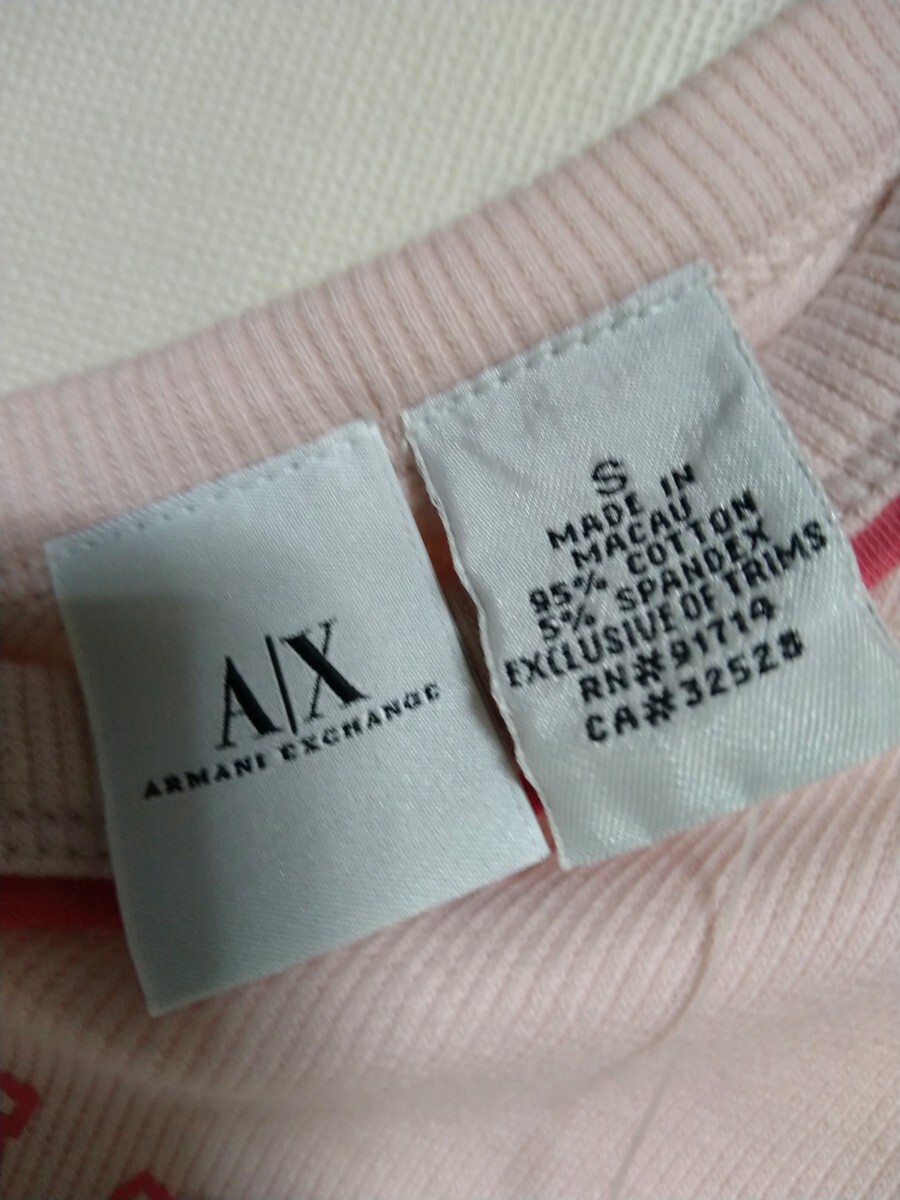 A|X
ARMANI EXCHANGE
S
MADE IN
MACAU
95% COTTON
5% SPANDEX
EXCLUSIVE OF TRIMS
RN#91714
CA#32528